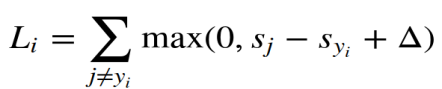 L_i = \sum_{j \neq y_i} \max(0, s_j - s_{y_i} + \Delta)